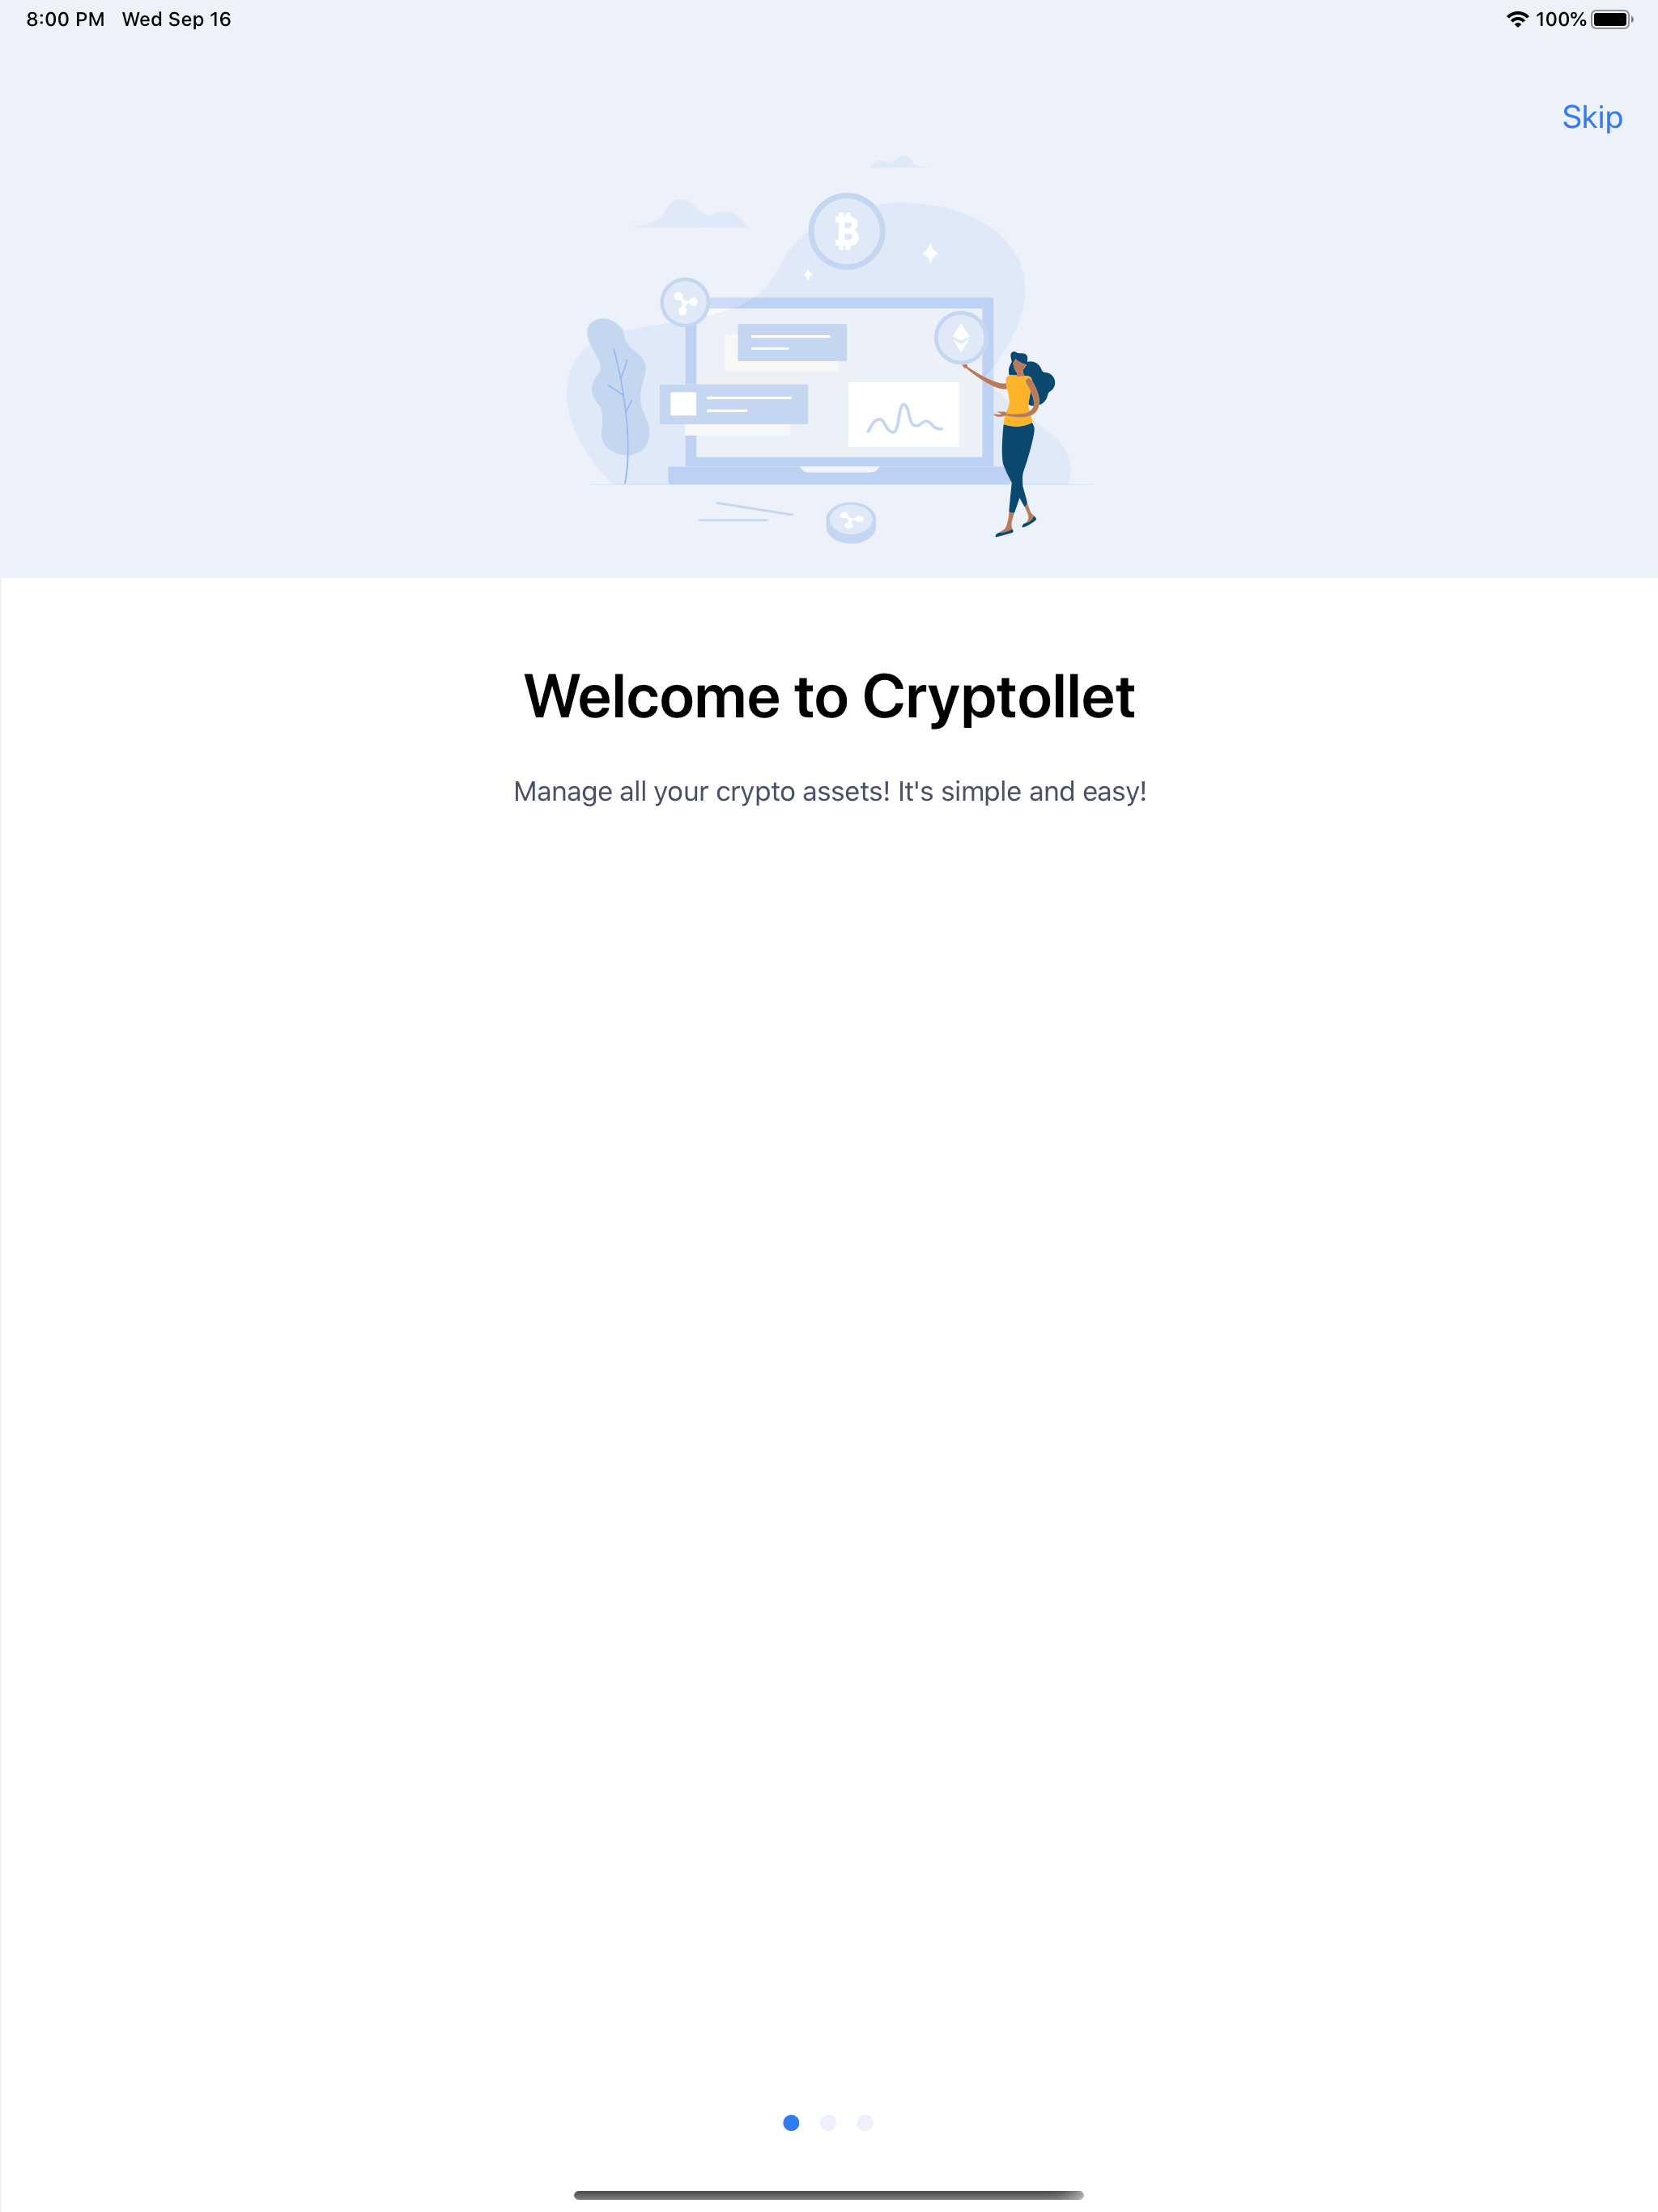 8:00 PM Wed Sep 16
100%
Skip
Welcome to Cryptollet
Manage all your crypto assets! It's simple and easy!